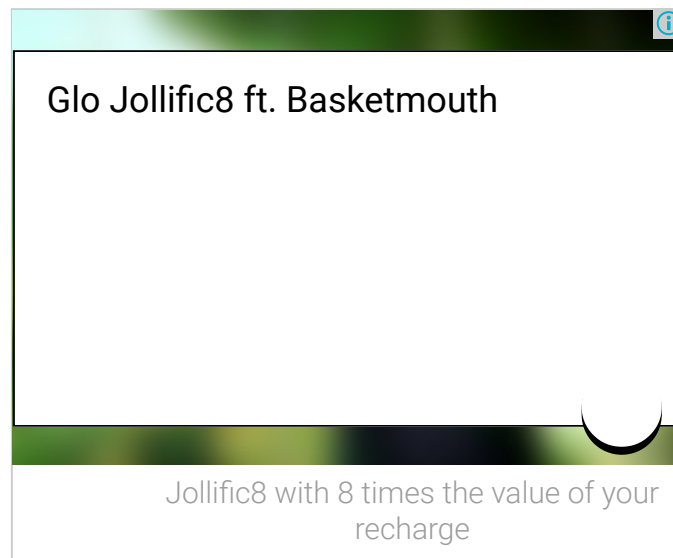 Glo Jollific8 ft. Basketmouth
Jollific8 with 8 times the value of your
recharge